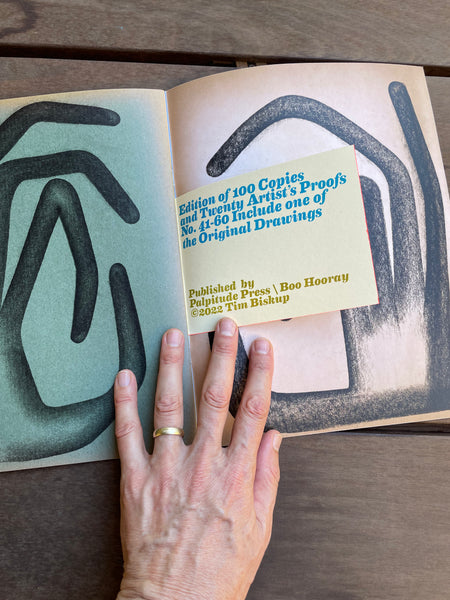 Edition of 100 Copies
and Twenty Artist's Proofs
No. 41-60 Include one of
the Original Drawings
Published by
Palpitude Press \ Boo Hooray
©2022 Tim Biskup